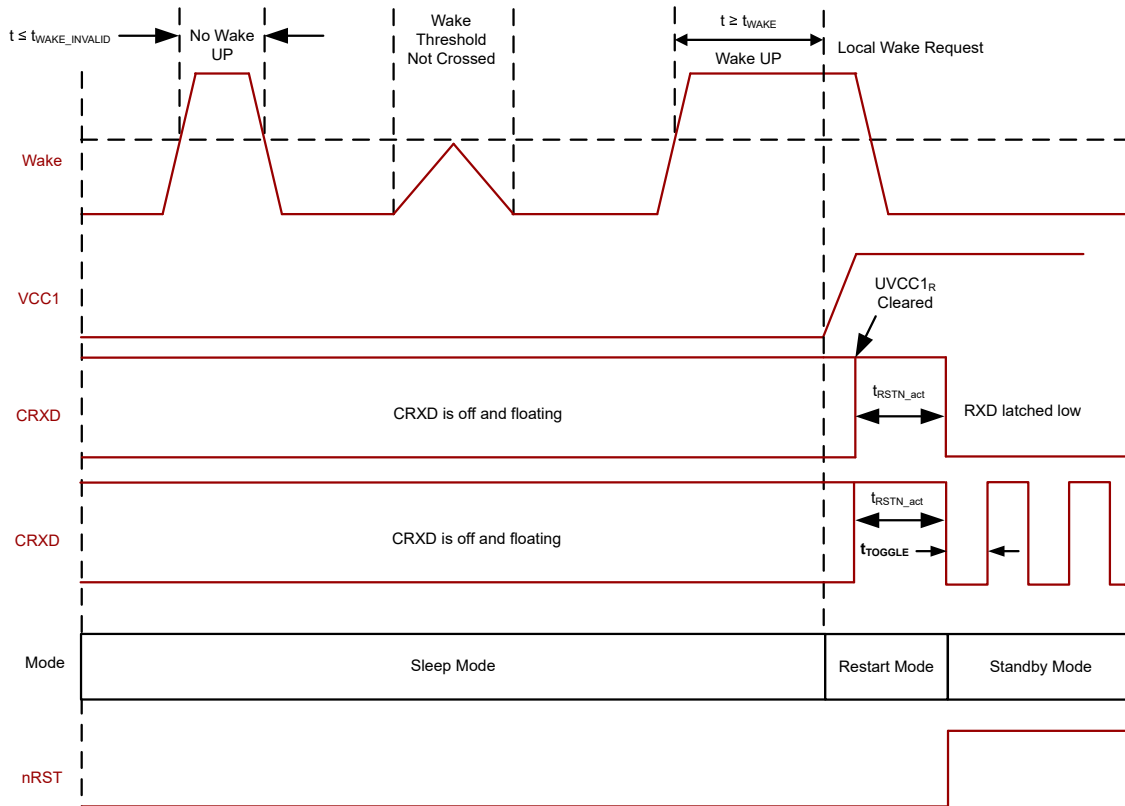 t ≤ tWAKE_INVALID
No Wake
UP
Wake
Threshold
Not Crossed
t ≥ tWAKE
Wake UP
Local Wake Request
Wake
VCC1
UVCC1R
Cleared
CRXD
CRXD is off and floating
tRSTN_act
RXD latched low
CRXD
CRXD is off and floating
tRSTN_act
tTOGGLE
Mode
Sleep Mode
Restart Mode
Standby Mode
nRST